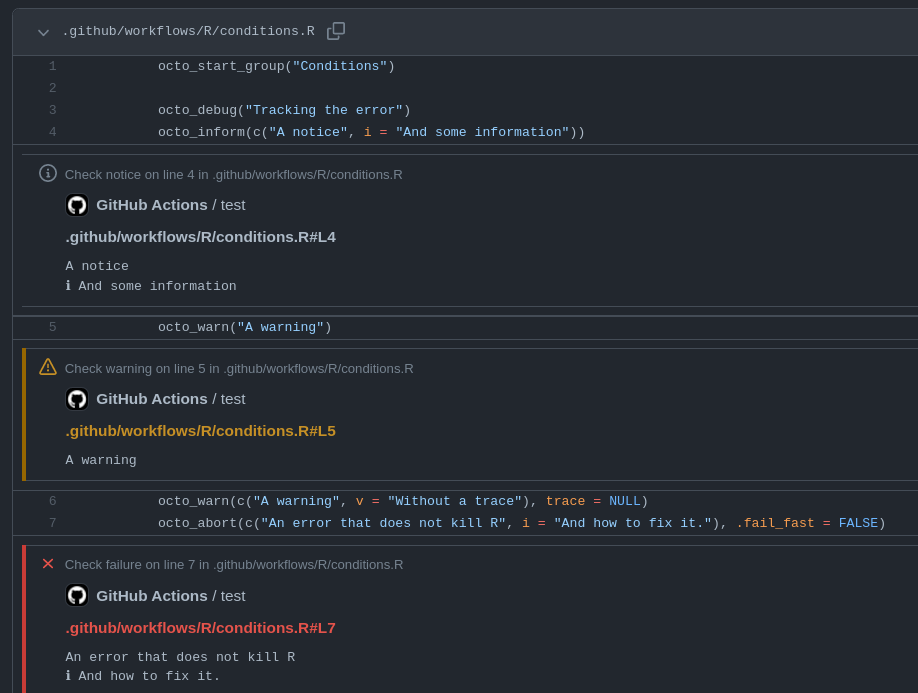 .github/workflows/R/conditions.R
1 octo_start_group("Conditions")
2
3 octo_debug("Tracking the error")
4 octo_inform(c("A notice", i = "And some information"))
Check notice on line 4 in .github/workflows/R/conditions.R
GitHub Actions / test
.github/workflows/R/conditions.R#L4
A notice
ℹ And some information
5 octo_warn("A warning")
Check warning on line 5 in .github/workflows/R/conditions.R
GitHub Actions / test
.github/workflows/R/conditions.R#L5
A warning
6 octo_warn(c("A warning", v = "Without a trace"), trace = NULL)
7 octo_abort(c("An error that does not kill R", i = "And how to fix it."), .fail_fast = FALSE)
Check failure on line 7 in .github/workflows/R/conditions.R
GitHub Actions / test
.github/workflows/R/conditions.R#L7
An error that does not kill R
ℹ And how to fix it.